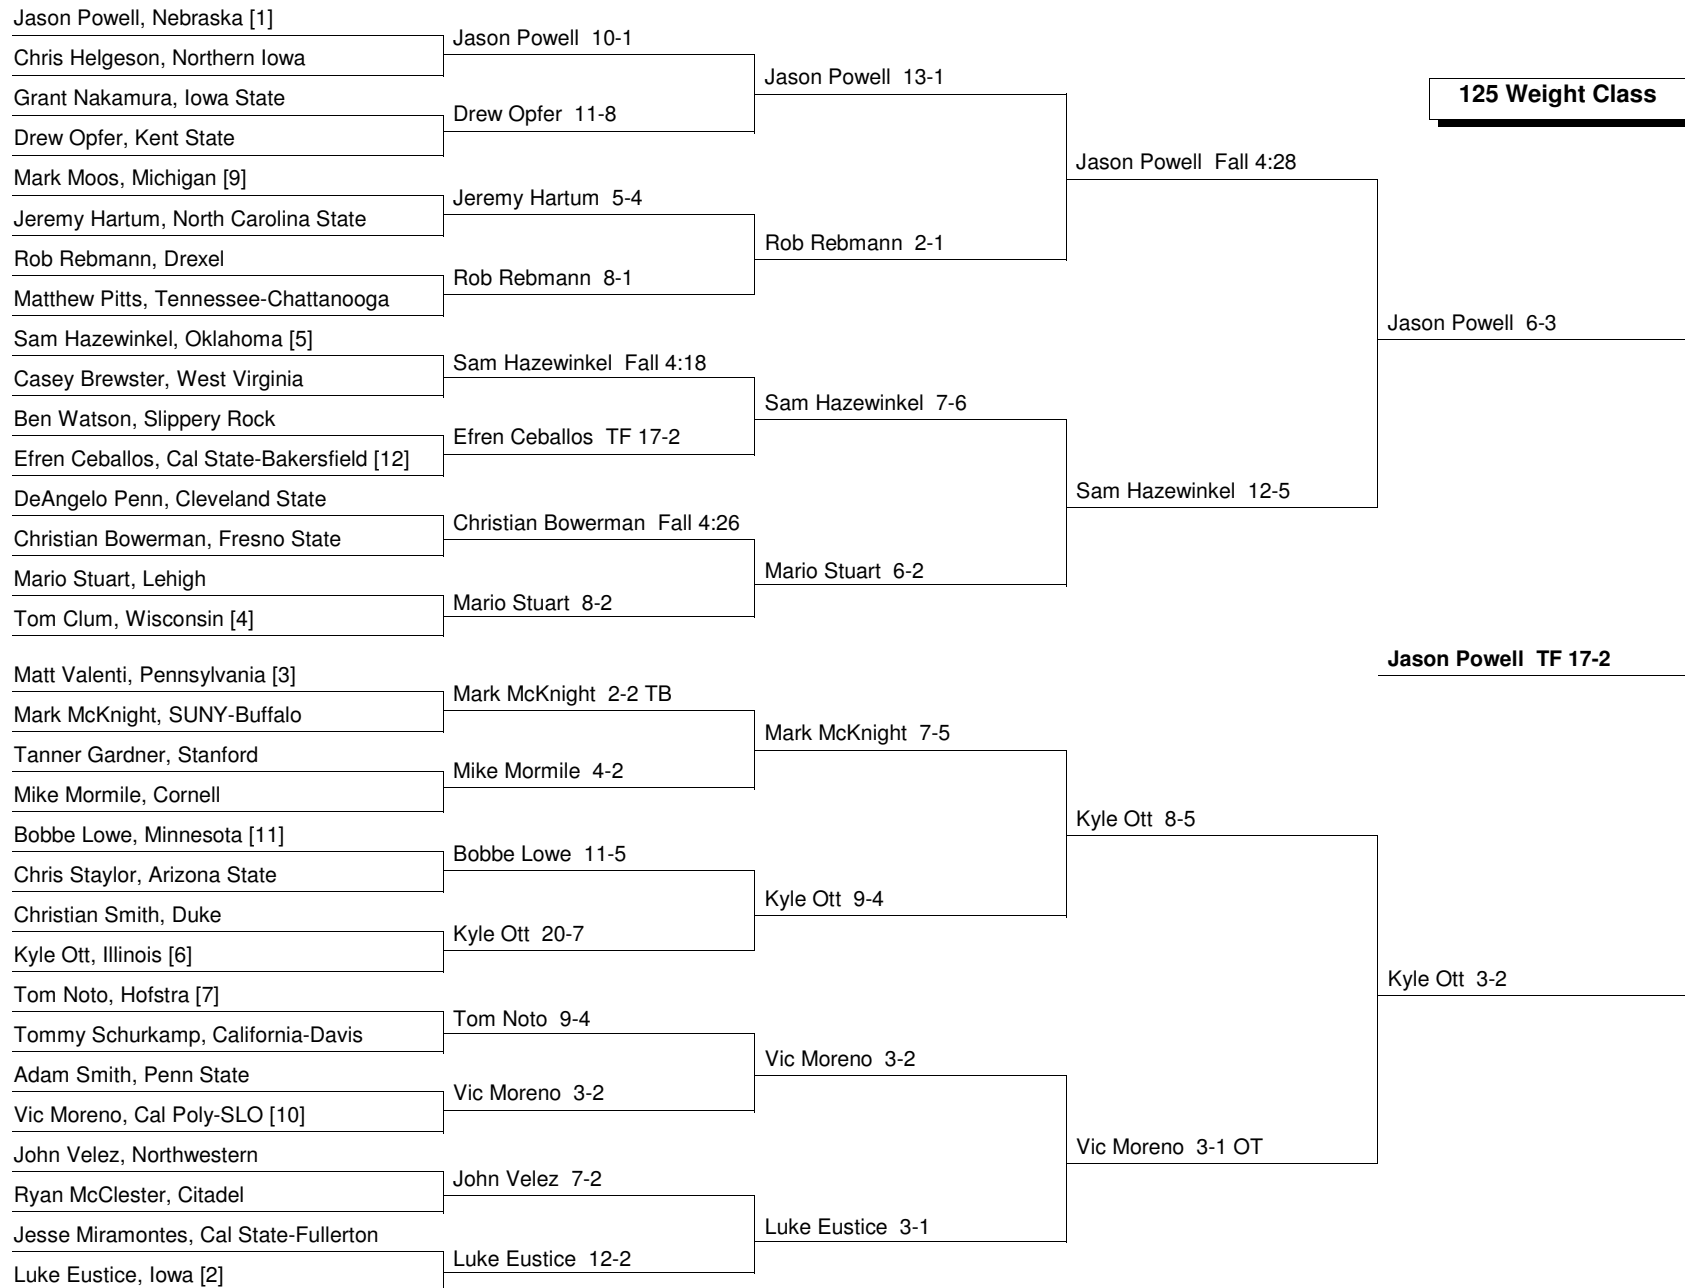 Jason Powell, Nebraska [1]
Chris Helgeson, Northern Iowa
Grant Nakamura, Iowa State
Drew Opfer, Kent State
Mark Moos, Michigan [9]
Jeremy Hartum, North Carolina State
Rob Rebmann, Drexel
Matthew Pitts, Tennessee-Chattanooga
Sam Hazewinkel, Oklahoma [5]
Casey Brewster, West Virginia
Ben Watson, Slippery Rock
Efren Ceballos, Cal State-Bakersfield [12]
DeAngelo Penn, Cleveland State
Christian Bowerman, Fresno State
Mario Stuart, Lehigh
Tom Clum, Wisconsin [4]
Matt Valenti, Pennsylvania [3]
Mark McKnight, SUNY-Buffalo
Tanner Gardner, Stanford
Mike Mormile, Cornell
Bobbe Lowe, Minnesota [11]
Chris Staylor, Arizona State
Christian Smith, Duke
Kyle Ott, Illinois [6]
Tom Noto, Hofstra [7]
Tommy Schurkamp, California-Davis
Adam Smith, Penn State
Vic Moreno, Cal Poly-SLO [10]
John Velez, Northwestern
Ryan McClester, Citadel
Jesse Miramontes, Cal State-Fullerton
Luke Eustice, Iowa [2]
Jason Powell 10-1
Drew Opfer 11-8
Jeremy Hartum 5-4
Rob Rebmann 8-1
Sam Hazewinkel Fall 4:18
Efren Ceballos TF 17-2
Christian Bowerman Fall 4:26
Mario Stuart 8-2
Mark McKnight 2-2 TB
Mike Mormile 4-2
Bobbe Lowe 11-5
Kyle Ott 20-7
Tom Noto 9-4
Vic Moreno 3-2
John Velez 7-2
Luke Eustice 12-2
Jason Powell 13-1
Rob Rebmann 2-1
Sam Hazewinkel 7-6
Mario Stuart 6-2
Mark McKnight 7-5
Kyle Ott 9-4
Vic Moreno 3-2
Luke Eustice 3-1
Jason Powell Fall 4:28
Sam Hazewinkel 12-5
Kyle Ott 8-5
Vic Moreno 3-1 OT
125 Weight Class
Jason Powell 6-3
Jason Powell TF 17-2
Kyle Ott 3-2